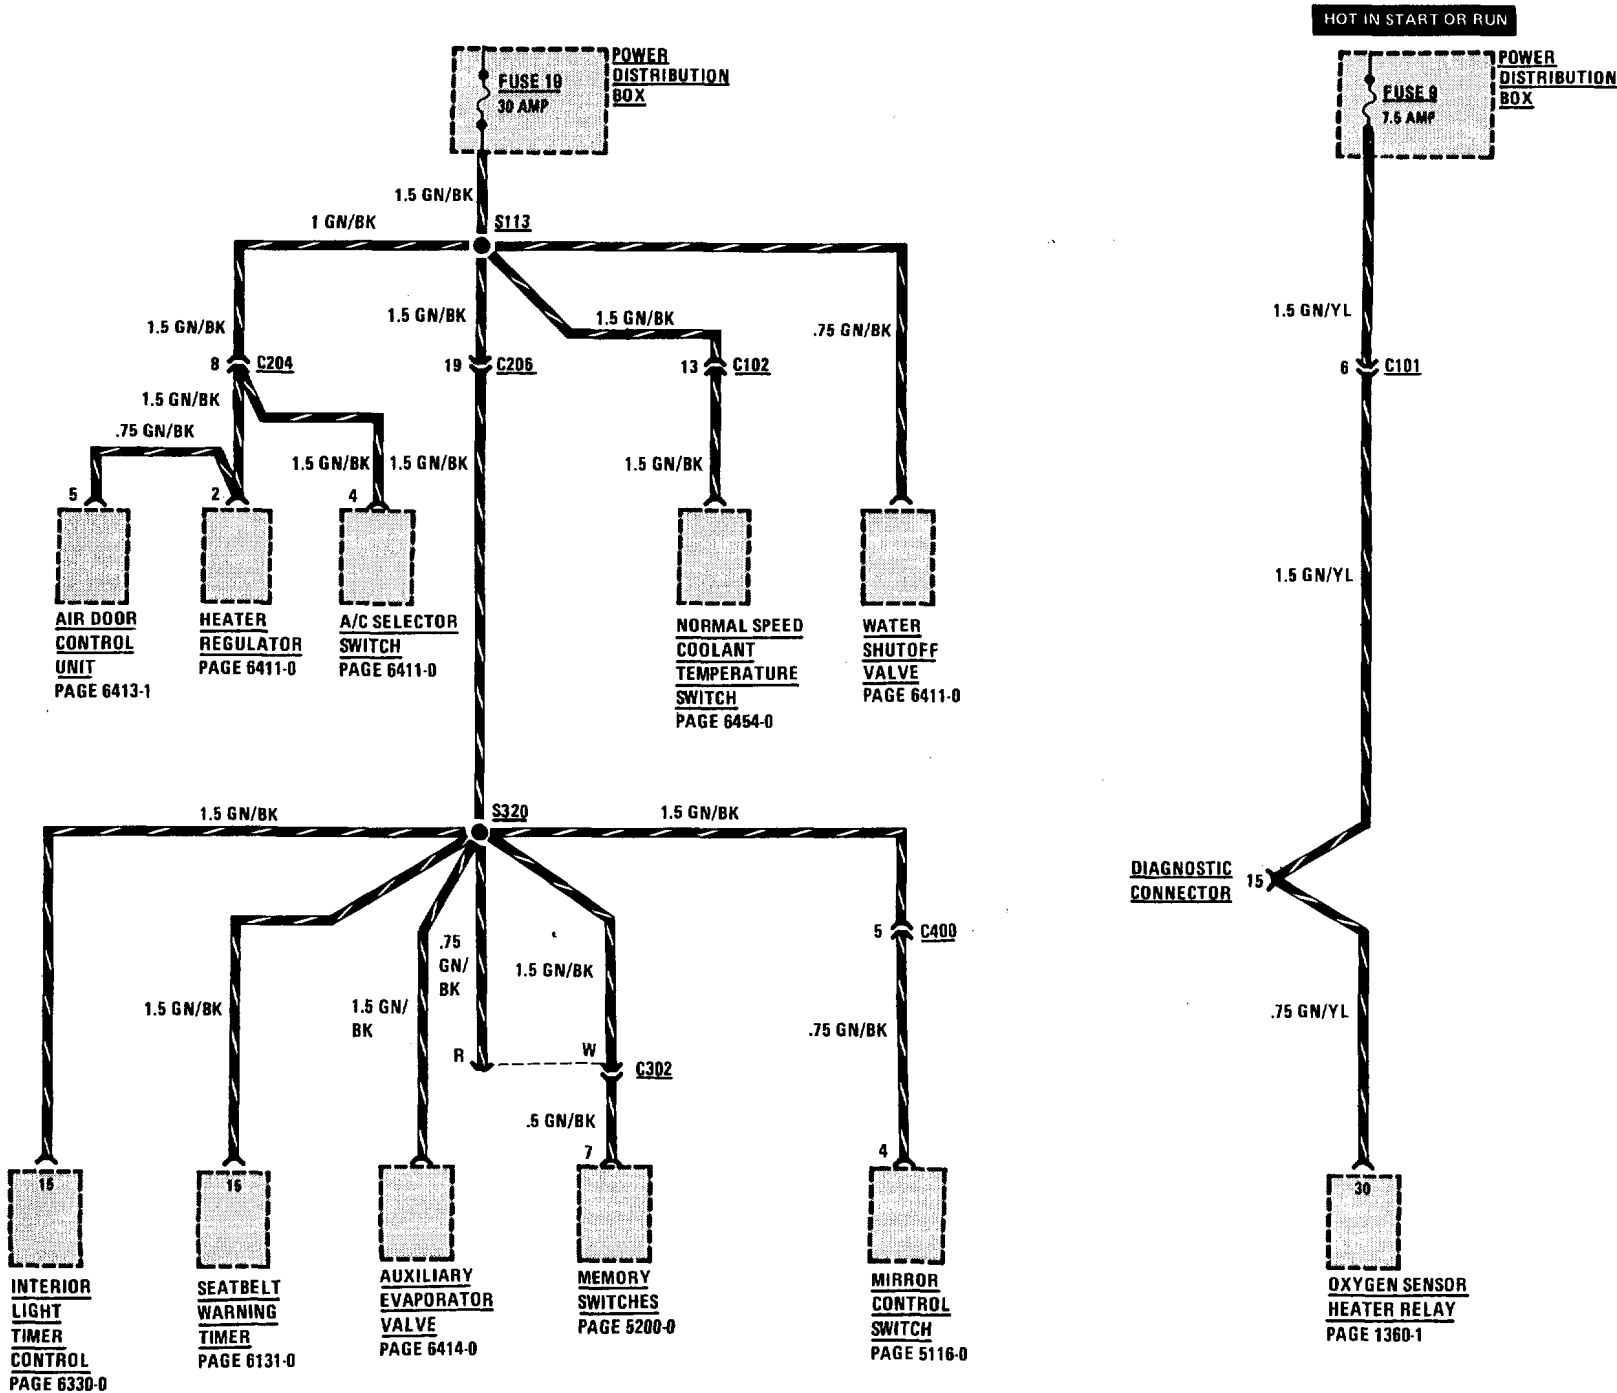 HOT IN START OR RUN
POWER
DISTRIBUTION
BOX
FUSE 19
30 AMP
POWER
DISTRIBUTION
BOX
FUSE 9
7.5 AMP
1.5 GN/BK
1 GN/BK
S113
1.5 GN/BK
1.5 GN/BK
1.5 GN/BK
.75 GN/BK
1.5 GN/YL
8
C204
19
C206
13
C102
6
C101
1.5 GN/BK
.75 GN/BK
1.5 GN/BK
1.5 GN/BK
1.5 GN/BK
5
2
4
AIR DOOR
CONTROL
UNIT
PAGE 6413-1
HEATER
REGULATOR
PAGE 6411-0
A/C SELECTOR
SWITCH
PAGE 6411-0
NORMAL SPEED
COOLANT
TEMPERATURE
SWITCH
PAGE 6454-0
WATER
SHUTOFF
VALVE
PAGE 6411-0
1.5 GN/YL
1.5 GN/BK
S320
1.5 GN/BK
DIAGNOSTIC
CONNECTOR
15
5
C400
.75
GN/
BK
1.5 GN/BK
1.5 GN/BK
1.5 GN/
BK
.75 GN/BK
.75 GN/YL
R
W
C302
.5 GN/BK
7
4
15
15
30
INTERIOR
LIGHT
TIMER
CONTROL
PAGE 6330-0
SEATBELT
WARNING
TIMER
PAGE 6131-0
AUXILIARY
EVAPORATOR
VALVE
PAGE 6414-0
MEMORY
SWITCHES
PAGE 5200-0
MIRROR
CONTROL
SWITCH
PAGE 5116-0
OXYGEN SENSOR
HEATER RELAY
PAGE 1360-1